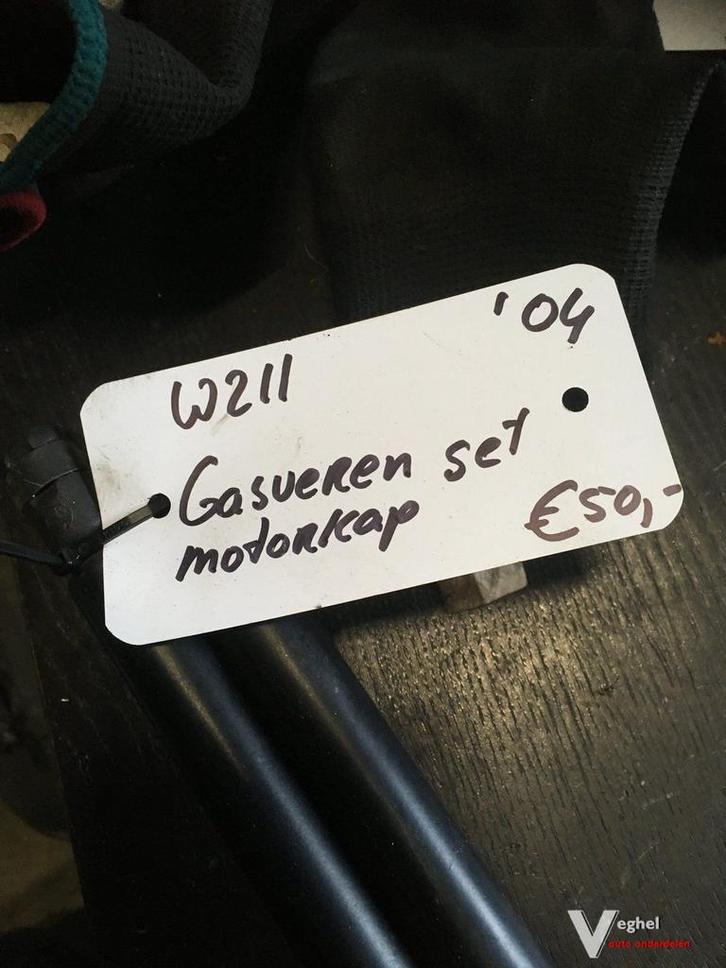 '04
W211
Gasveren set
motorkap
€50,-
Veghel
auto onderdelen